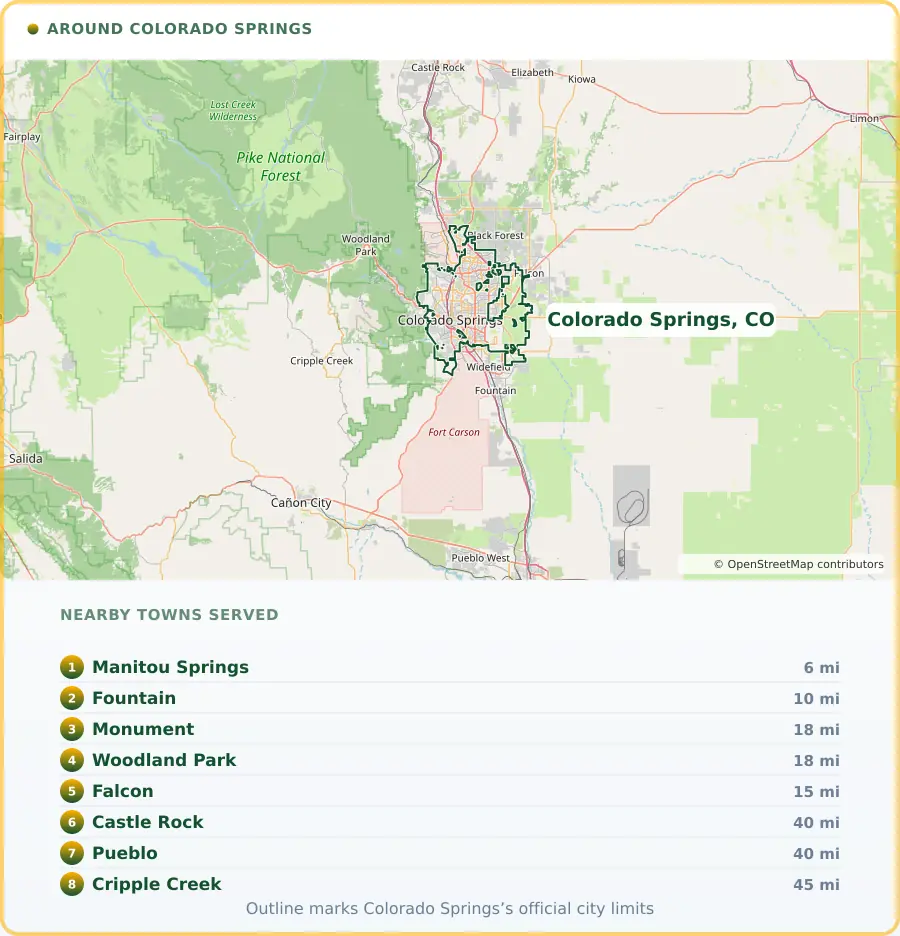 AROUND COLORADO SPRINGS
Castle Rock
Elizabeth
Kiowa
Lost Creek
Wilderness
Limon
Fairplay
Pike National
Forest
Woodland
Park
Black Forest
Colorado Springs
Colorado Springs, CO
Cripple Creek
Widefield
Fountain
Fort Carson
Salida
Cañon City
Pueblo West
© OpenStreetMap contributors
NEARBY TOWNS SERVED
1 Manitou Springs 6 mi
2 Fountain 10 mi
3 Monument 18 mi
4 Woodland Park 18 mi
5 Falcon 15 mi
6 Castle Rock 40 mi
7 Pueblo 40 mi
8 Cripple Creek 45 mi
Outline marks Colorado Springs’s official city limits